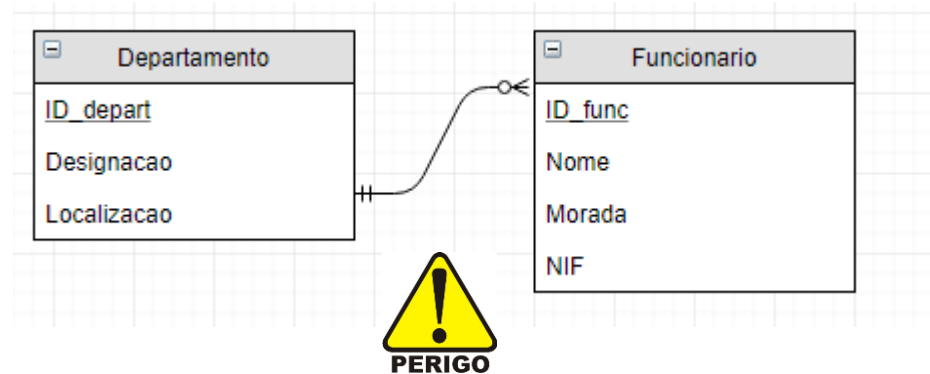 Departamento
ID_depart
Designacao
Localizacao
Funcionario
ID_func
Nome
Morada
NIF
PERIGO